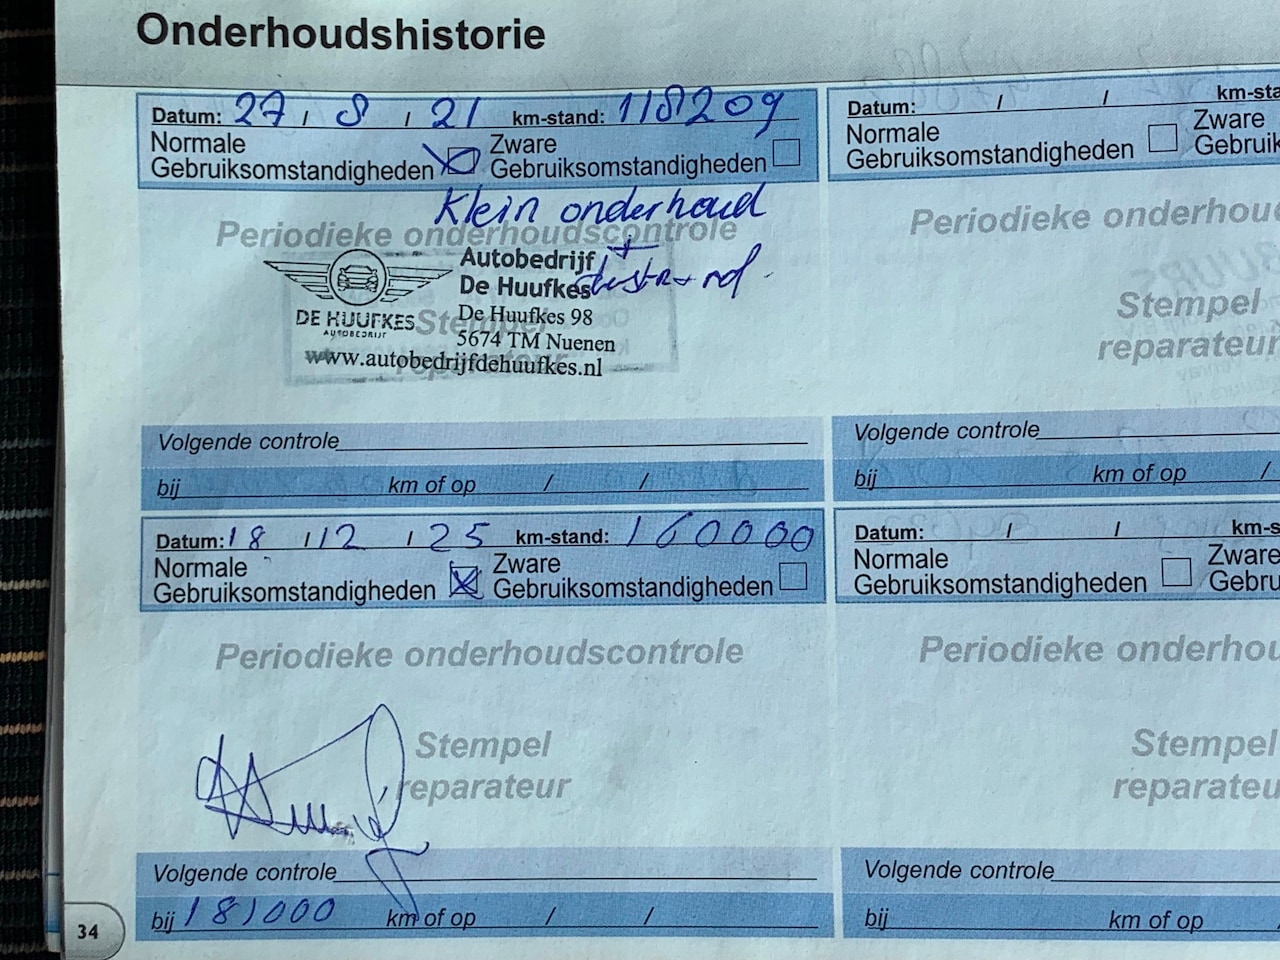 Onderhoudshistorie
Datum: 27 / 8 / 21 km-stand: 118209
Normale
Gebruiksomstandigheden
Zware
Gebruiksomstandigheden
Klein onderhoud
+
Periodieke onderhoudscontrole
Stempel
reparateur
DE HUUFKES
AUTOBEDRIJF
Autobedrijf
De Huufkes
De Huufkes 98
5674 TM Nuenen
www.autobedrijfdehuufkes.nl
Volgende controle
bij km of op / /
Datum: / / km-sta
Normale
Gebruiksomstandigheden
Zware
Gebruik
Periodieke onderhou
Stempel
reparateur
Volgende controle
bij km of op /
Datum: 18 / 12 / 25 km-stand: 160000
Normale
Gebruiksomstandigheden
Zware
Gebruiksomstandigheden
Periodieke onderhoudscontrole
Stempel
reparateur
Volgende controle
bij 181000 km of op / /
Datum: / / km-s
Normale
Gebruiksomstandigheden
Zware
Gebru
Periodieke onderhou
Stempel
reparateu
Volgende controle
bij km of op /
34